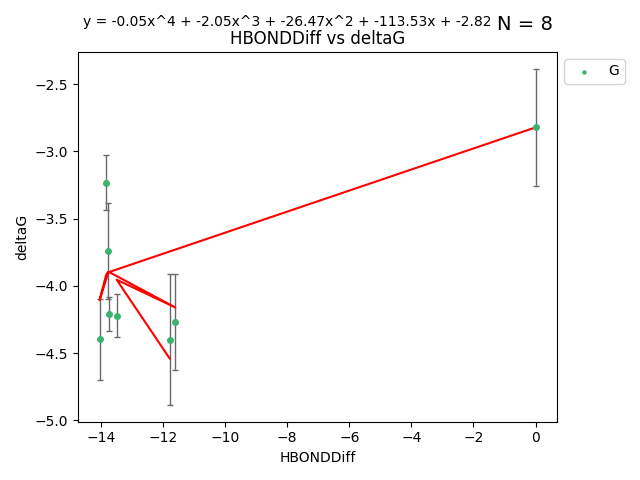 y = -0.05x^4 + -2.05x^3 + -26.47x^2 + -113.53x + -2.82 N = 8
HBONDDiff vs deltaG
G
−2.5
−3.0
−3.5
−4.0
−4.5
−5.0
deltaG
−14 −12 −10 −8 −6 −4 −2 0
HBONDDiff